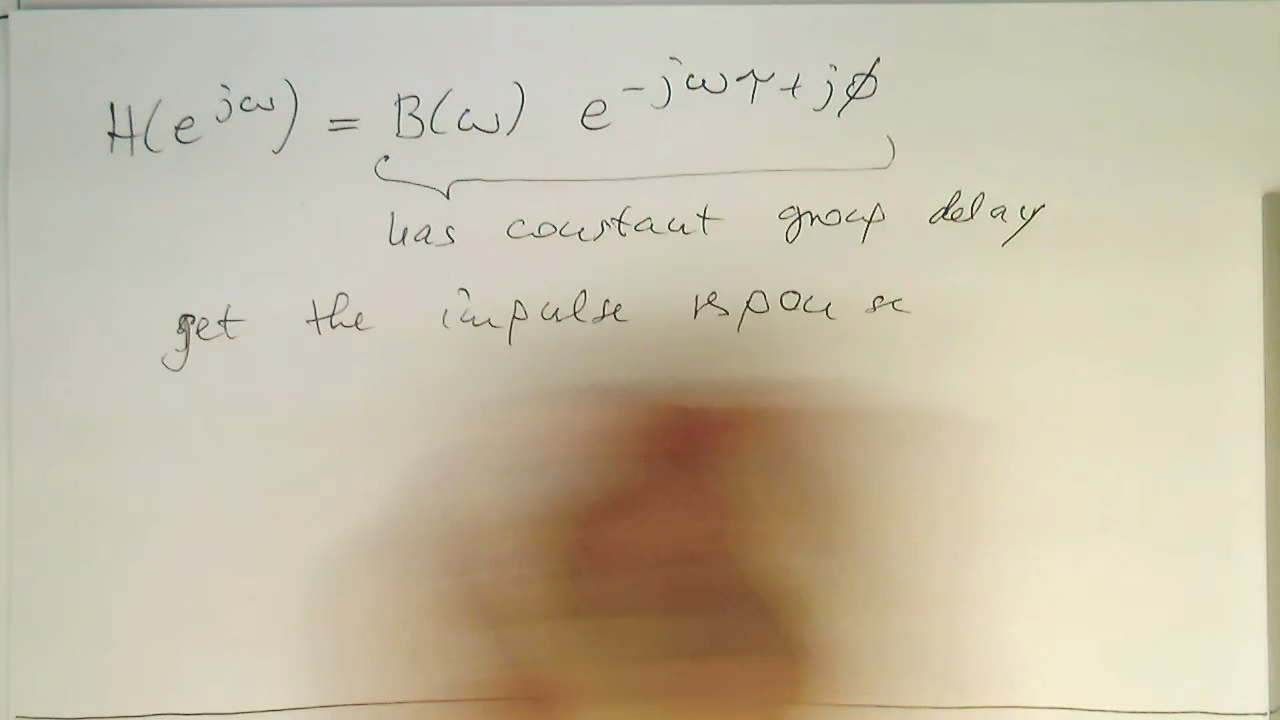 H(e^{jω}) = B(ω) e^{-jωτ+jϕ}
has constant group delay
get the impulse response